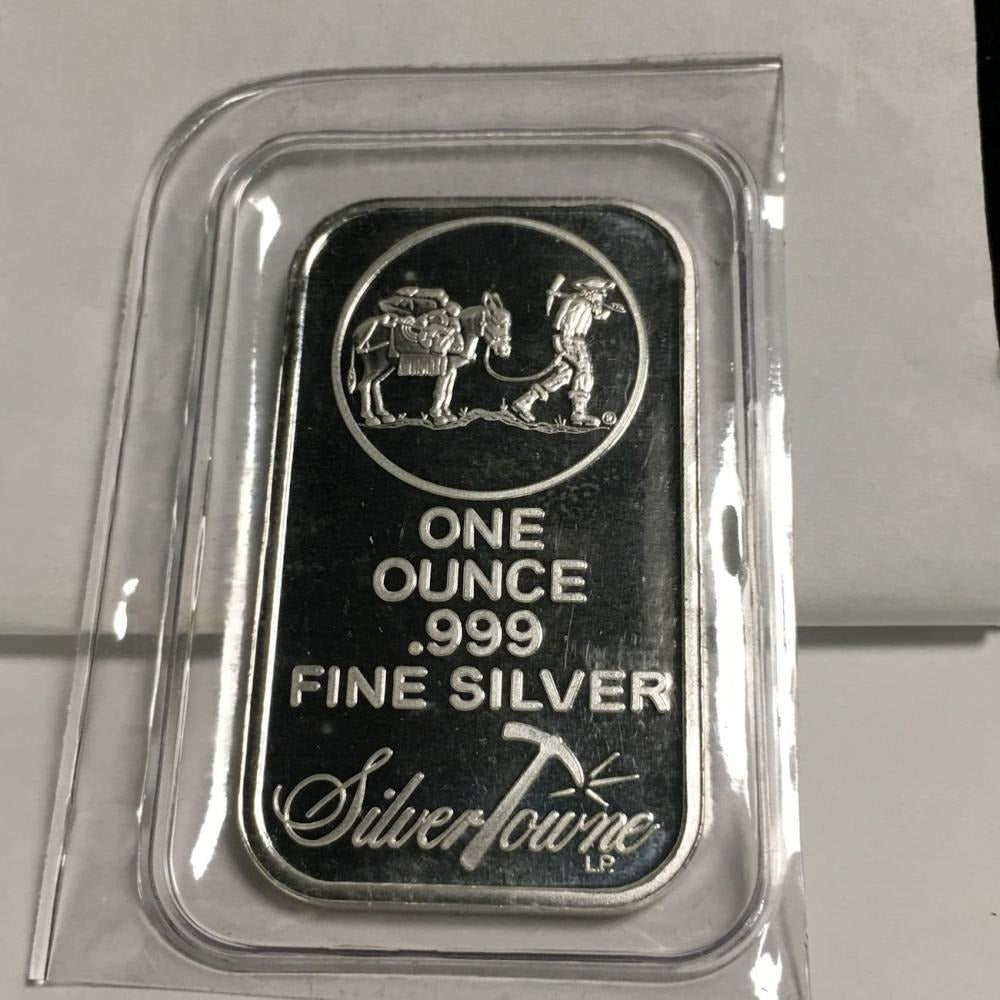 ®
ONE
OUNCE
.999
FINE SILVER
SilverTowne
L.P.